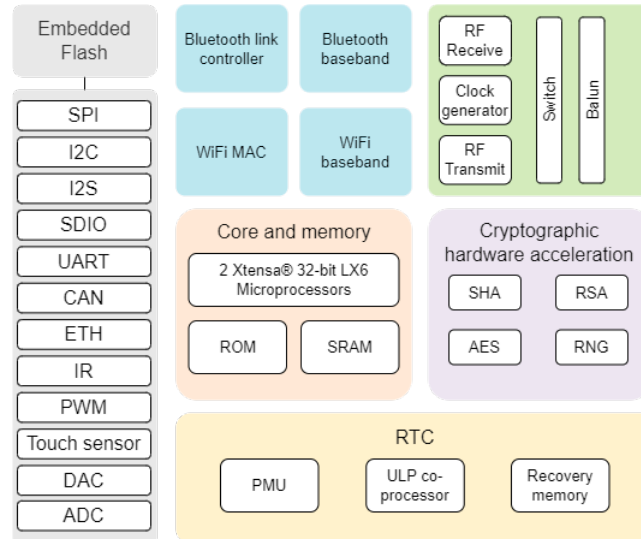 Embedded
Flash
SPI
I2C
I2S
SDIO
UART
CAN
ETH
IR
PWM
Touch sensor
DAC
ADC
Bluetooth link
controller
Bluetooth
baseband
WiFi MAC
WiFi
baseband
RF
Receive
Clock
generator
RF
Transmit
Switch
Balun
Core and memory
2 Xtensa® 32-bit LX6
Microprocessors
ROM
SRAM
Cryptographic
hardware acceleration
SHA
RSA
AES
RNG
RTC
PMU
ULP co-
processor
Recovery
memory